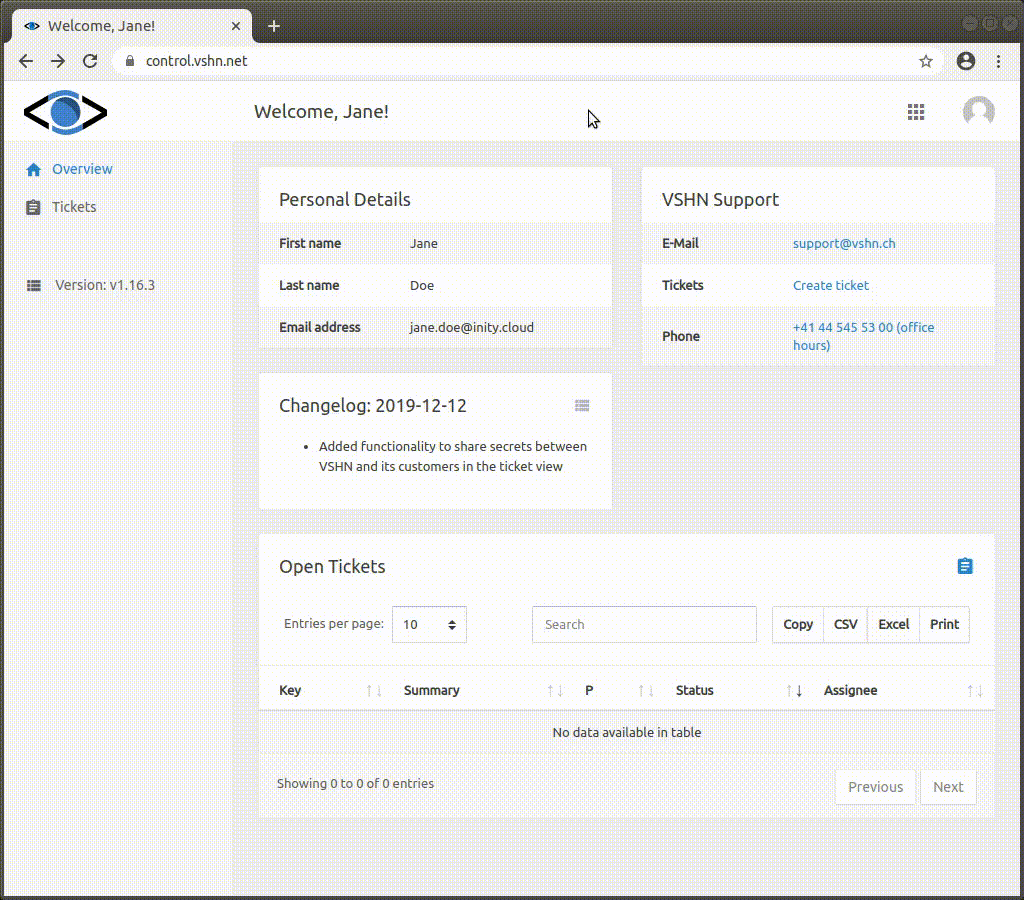 Welcome, Jane!
control.vshn.net
Welcome, Jane!
Overview
Tickets
Version: v1.16.3
Personal Details
First name Jane
Last name Doe
Email address jane.doe@inity.cloud
VSHN Support
E-Mail support@vshn.ch
Tickets Create ticket
Phone +41 44 545 53 00 (office
hours)
Changelog: 2019-12-12
• Added functionality to share secrets between
VSHN and its customers in the ticket view
Open Tickets
Entries per page: 10 Search Copy CSV Excel Print
Key Summary P Status Assignee
No data available in table
Showing 0 to 0 of 0 entries Previous Next